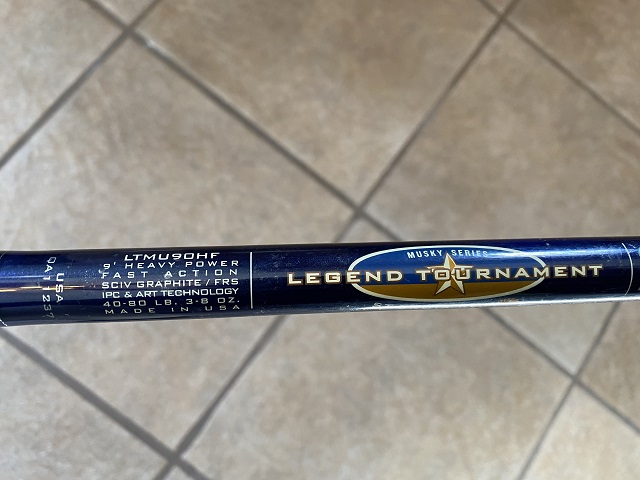 LTMU90HF
9' HEAVY POWER
FAST ACTION
SCIV GRAPHITE / FRS
IPC & ART TECHNOLOGY
40-80 LB. 3-8 OZ.
MADE IN USA
USA
MUSKY SERIES
LEGEND TOURNAMENT